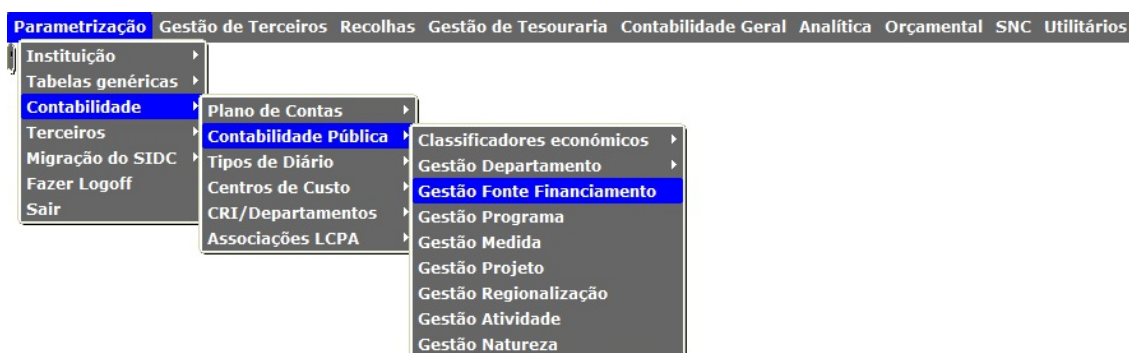 Parametrização Gestão de Terceiros Recolhas Gestão de Tesouraria Contabilidade Geral Analítica Orçamental SNC Utilitários
Instituição
Tabelas genéricas
Contabilidade
Terceiros
Migração do SIDC
Fazer Logoff
Sair
Plano de Contas
Contabilidade Pública
Tipos de Diário
Centros de Custo
CRI/Departamentos
Associações LCPA
Classificadores económicos
Gestão Departamento
Gestão Fonte Financiamento
Gestão Programa
Gestão Medida
Gestão Projeto
Gestão Regionalização
Gestão Atividade
Gestão Natureza